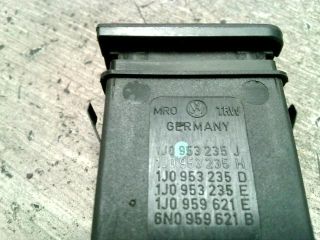 MRO VW TRW
GERMANY
1J0 953 235 J
1J0 953 235 H
1J0 953 235 D
1J0 953 235 E
1J0 959 621 E
6N0 959 621 B